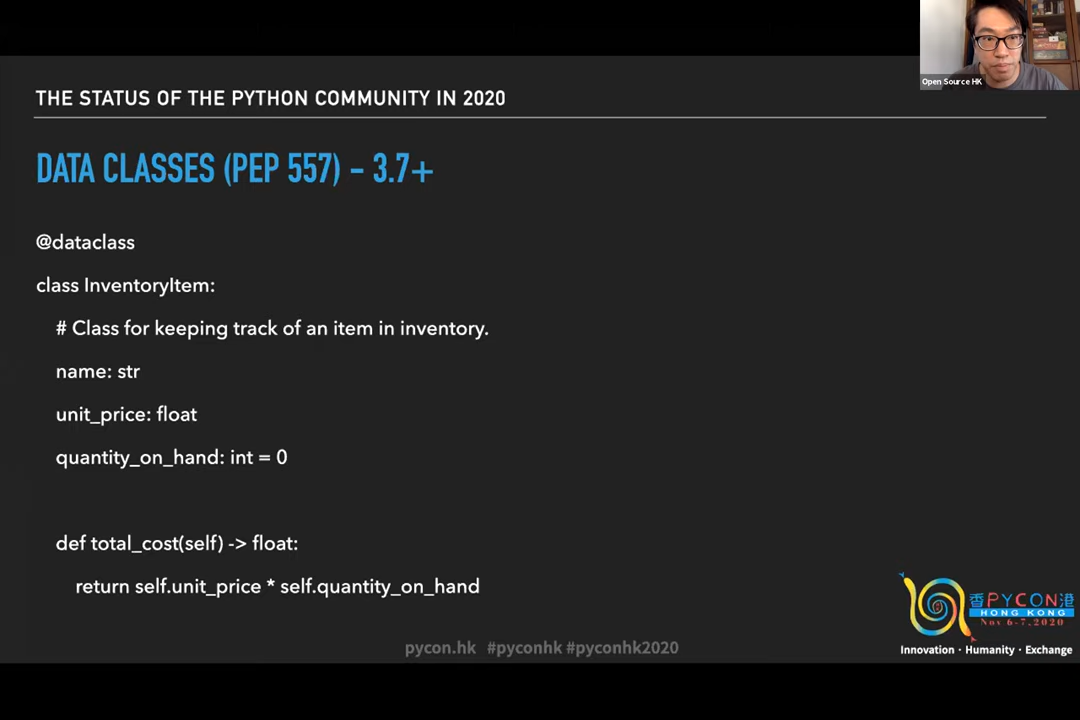 Open Source HK
THE STATUS OF THE PYTHON COMMUNITY IN 2020
DATA CLASSES (PEP 557) – 3.7+
@dataclass
class InventoryItem:
# Class for keeping track of an item in inventory.
name: str
unit_price: float
quantity_on_hand: int = 0
def total_cost(self) -> float:
return self.unit_price * self.quantity_on_hand
香PYCON港
HONG KONG
Nov 6-7, 2020
Innovation · Humanity · Exchange
pycon.hk #pyconhk #pyconhk2020